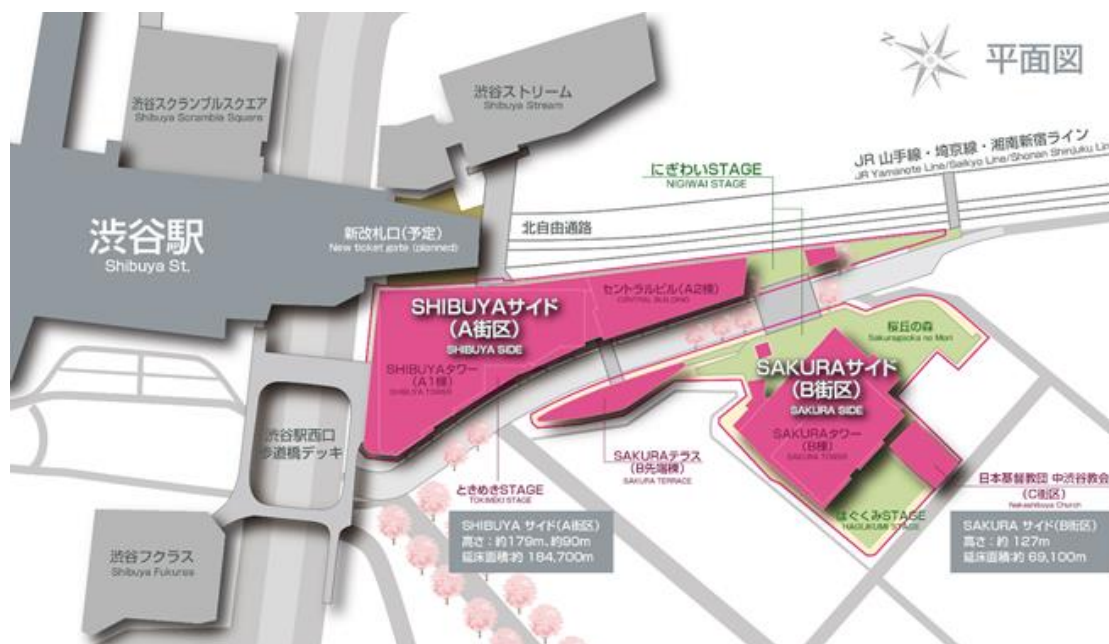 平面図
N
渋谷スクランブルスクエア
Shibuya Scramble Square
渋谷ストリーム
Shibuya Stream
JR 山手線・埼京線・湘南新宿ライン
JR Yamanote Line/Saikyo Line/Shonan Shinjuku Lin
にぎわいSTAGE
NIGIWAI STAGE
渋谷駅
Shibuya St.
新改札口(予定)
New ticket gate (planned)
北自由通路
セントラルビル(A2棟)
CENTRAL BUILDING
SHIBUYAサイド
(A街区)
SHIBUYA SIDE
SHIBUYAタワー
(A1棟)
SHIBUYA TOWER
桜丘の森
Sakuragaoka no Mori
SAKURAサイド
(B街区)
SAKURA SIDE
SAKURAタワー
(B棟)
SAKURA TOWER
渋谷駅西口
歩道橋デッキ
SAKURAテラス
(B先端棟)
SAKURA TERRACE
ときめきSTAGE
TOKIMEKI STAGE
日本基督教団 中渋谷教会
(C街区)
Nakashibuya Church
はぐくみSTAGE
HAGUKUMI STAGE
SHIBUYA サイド(A街区)
高さ：約179m、約90m
延床面積:約 184,700m
SAKURA サイド(B街区)
高さ：約 127m
延床面積:約 69,100m
渋谷フクラス
Shibuya Fukuras